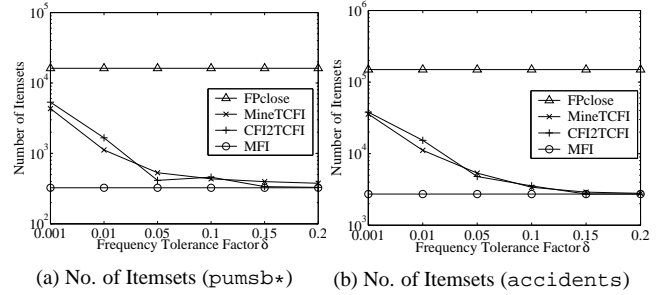 10^5
10^4
10^3
10^2
Number of Itemsets
FPclose
MineTCFI
CFI2TCFI
MFI
0.001 0.01 0.05 0.1 0.15 0.2
Frequency Tolerance Factor δ
(a) No. of Itemsets (pumsb*)
10^6
10^5
10^4
10^3
Number of Itemsets
FPclose
MineTCFI
CFI2TCFI
MFI
0.001 0.01 0.05 0.1 0.15 0.2
Frequency Tolerance Factor δ
(b) No. of Itemsets (accidents)